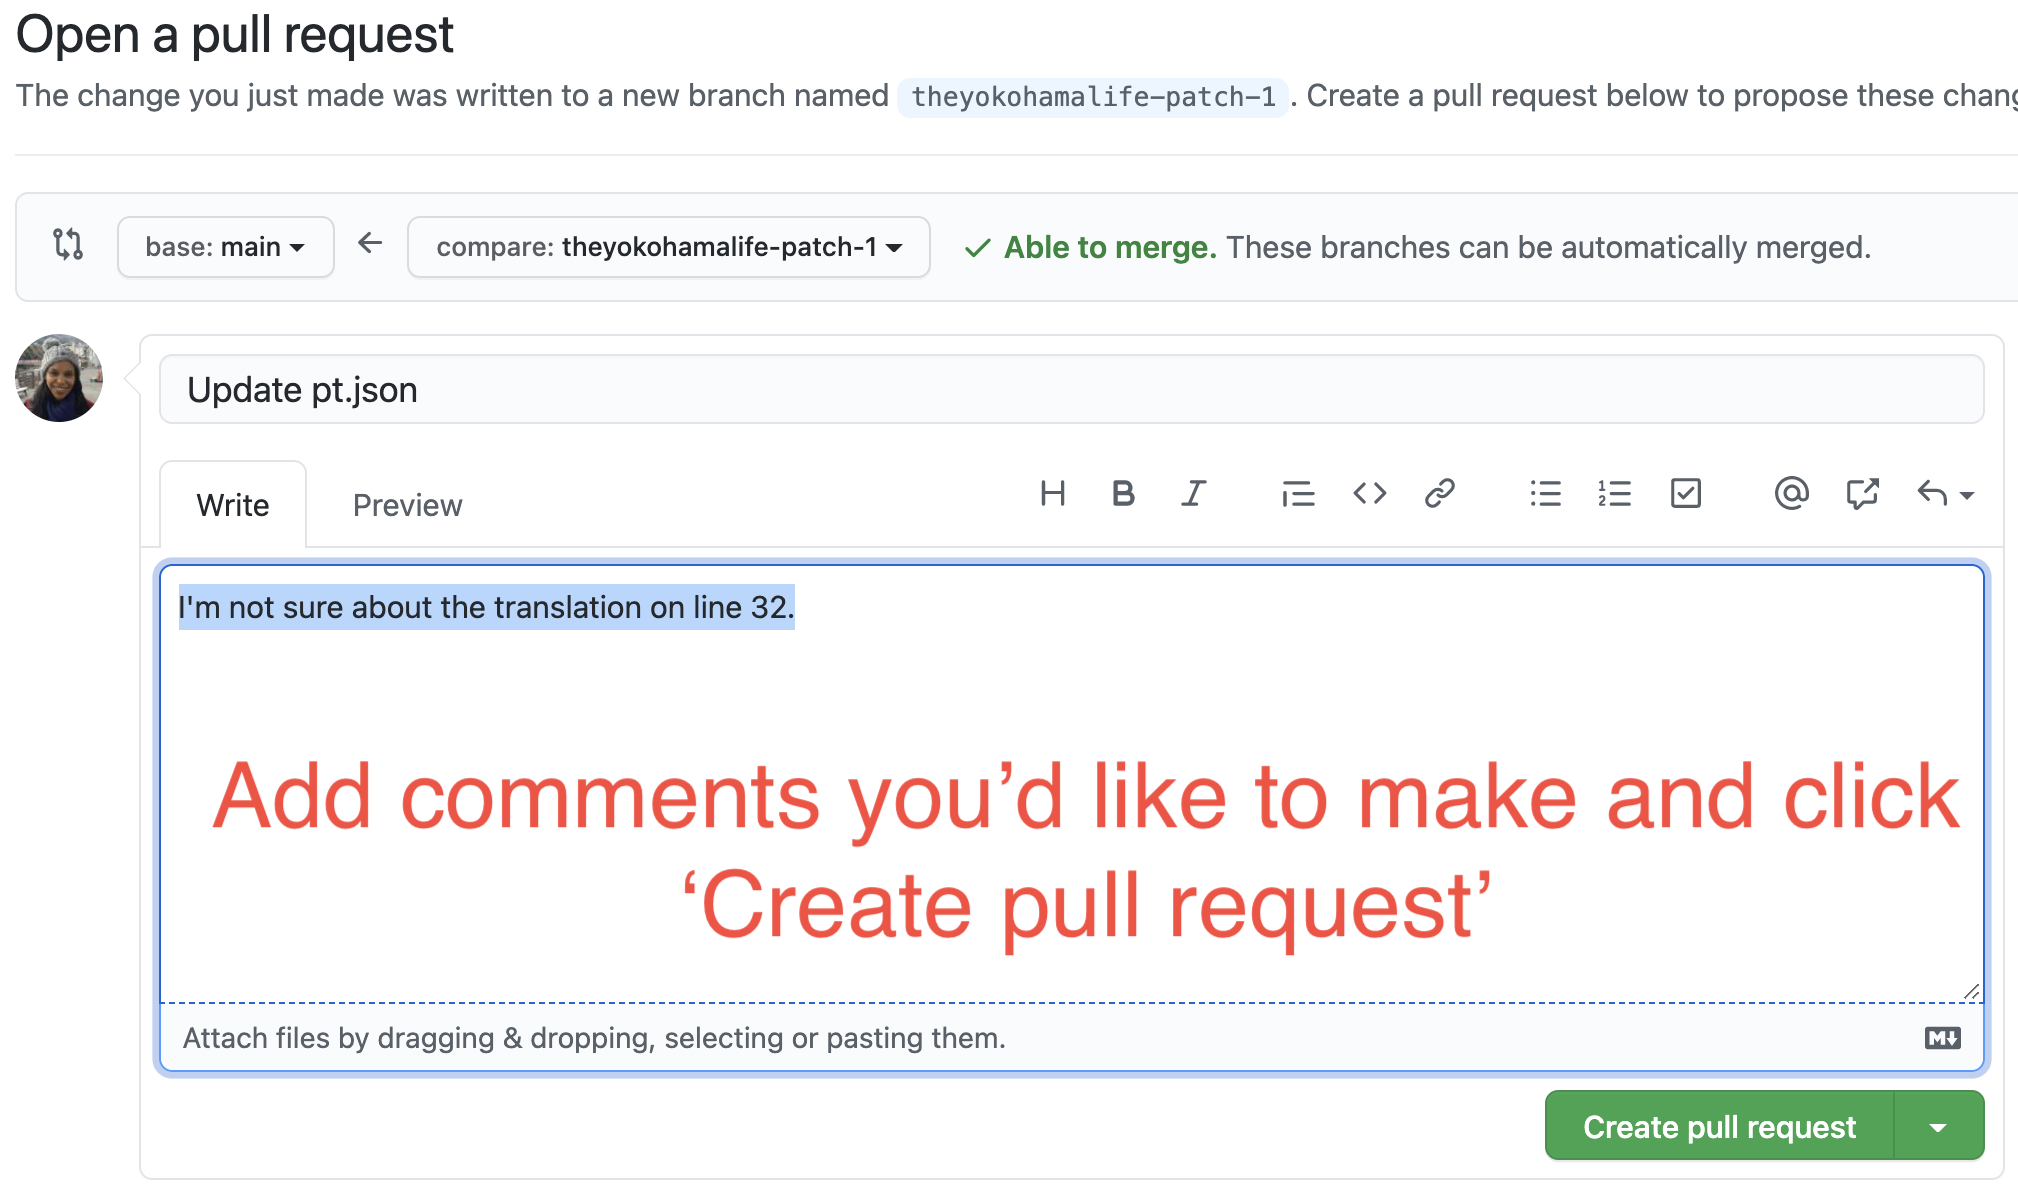 Open a pull request
The change you just made was written to a new branch named theyokohamalife-patch-1. Create a pull request below to propose these
base: main
compare: theyokohamalife-patch-1
Able to merge. These branches can be automatically merged.
Update pt.json
Write
Preview
I'm not sure about the translation on line 32.
Add comments you’d like to make and click
‘Create pull request’
Attach files by dragging & dropping, selecting or pasting them.
Create pull request